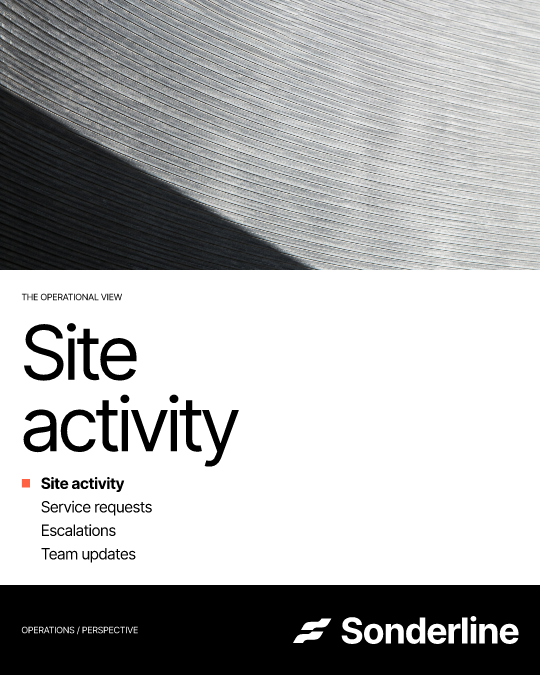 THE OPERATIONAL VIEW
Site
activity
Site activity
Service requests
Escalations
Team updates
OPERATIONS / PERSPECTIVE
Sonderline